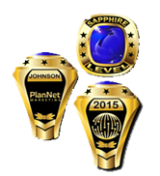 SAPPHIRE
LEVEL
JOHNSON
PlanNet
MARKETING
2015